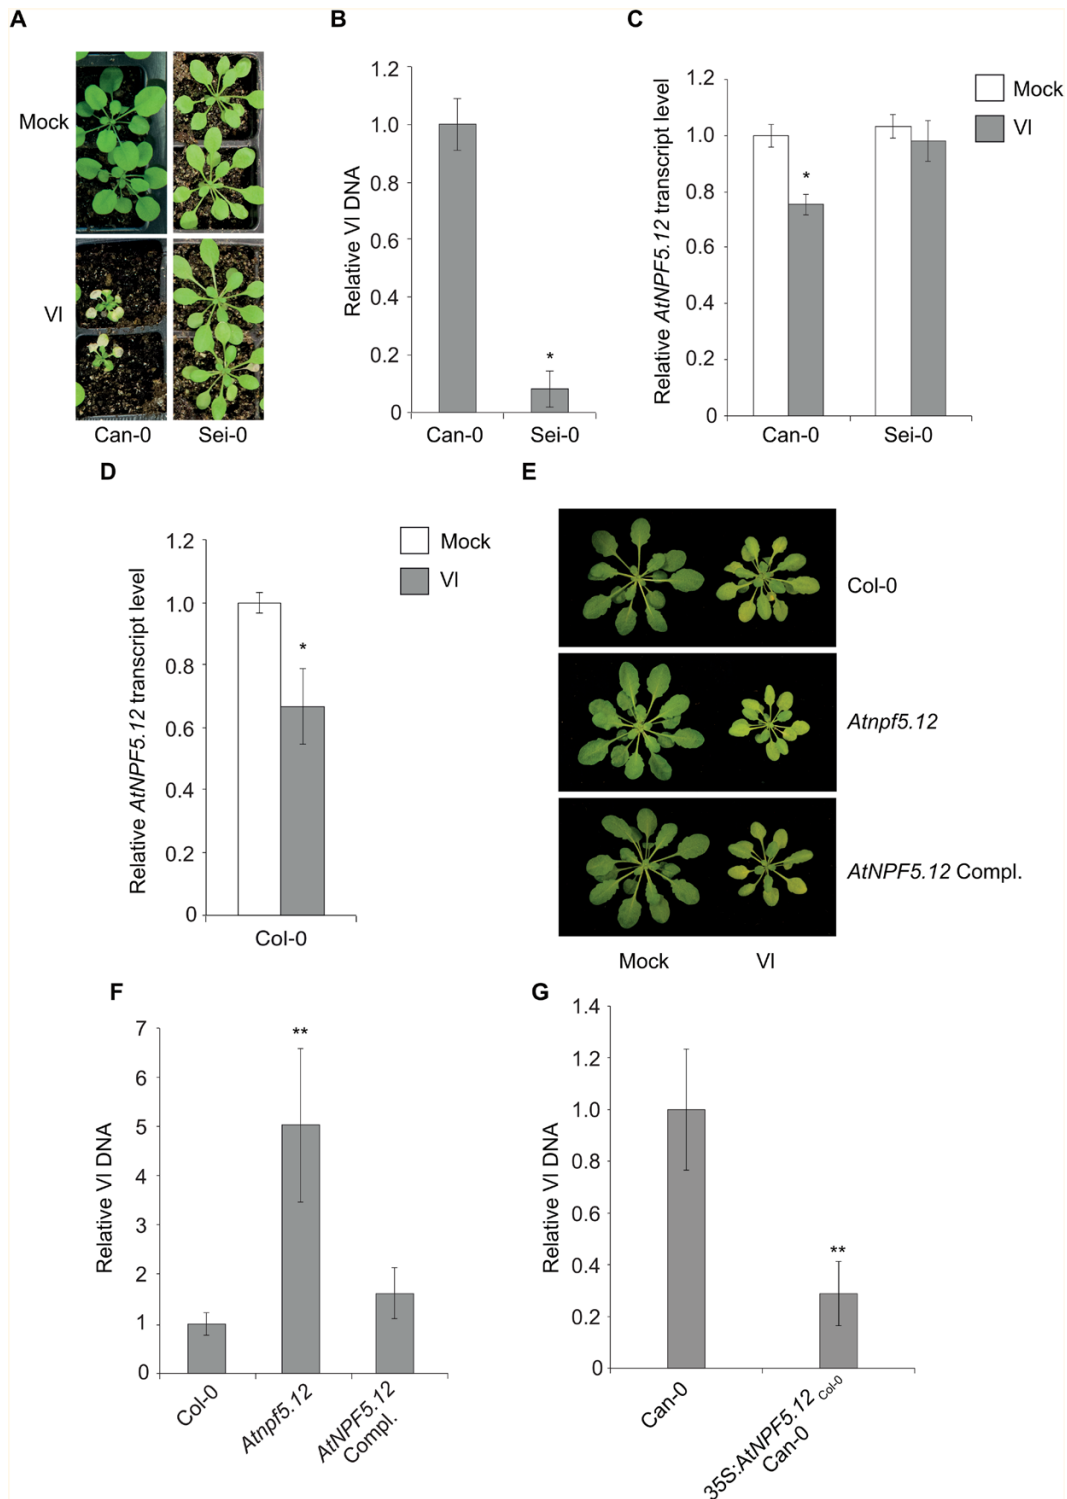 A
Mock
VI
Can-0
Sei-0
B
Relative VI DNA
1.2
1.0
0.8
0.6
0.4
0.2
0
*
Can-0
Sei-0
C
Relative AtNPF5.12 transcript level
1.2
1.0
0.8
0.6
0.4
0.2
0
*
Can-0
Sei-0
Mock
VI
D
Relative AtNPF5.12 transcript level
1.2
1.0
0.8
0.6
0.4
0.2
0
*
Col-0
Mock
VI
E
Col-0
Atnpf5.12
AtNPF5.12 Compl.
Mock
VI
F
Relative VI DNA
7
6
5
4
3
2
1
0
**
Col-0
Atnpf5.12
AtNPF5.12
Compl.
G
Relative VI DNA
1.4
1.2
1.0
0.8
0.6
0.4
0.2
0
**
Can-0
35S:AtNPF5.12 Col-0
Can-0